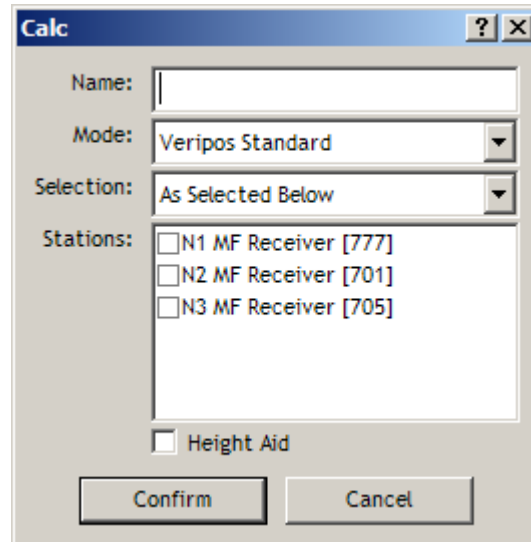 Calc
Name:
Mode: Veripos Standard
Selection: As Selected Below
Stations: N1 MF Receiver [777]
N2 MF Receiver [701]
N3 MF Receiver [705]
Height Aid
Confirm Cancel